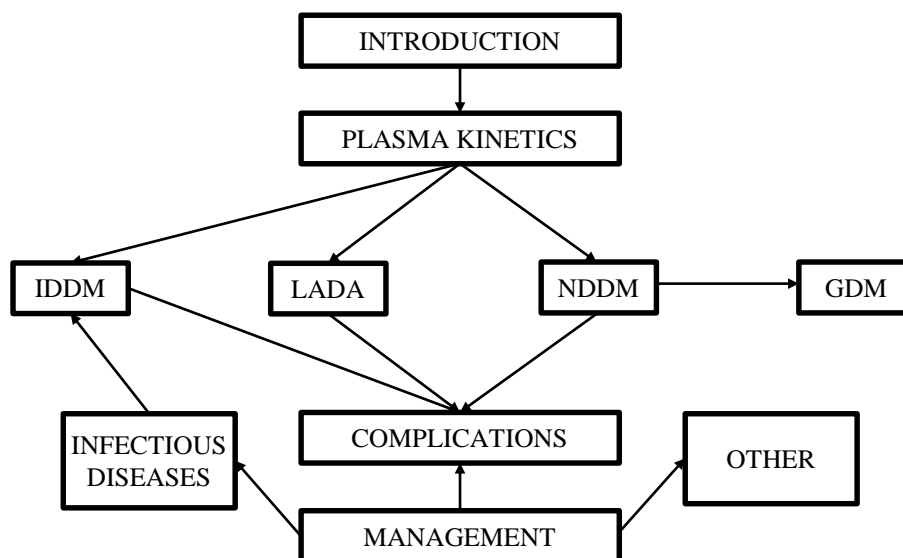 INTRODUCTION
PLASMA KINETICS
IDDM
LADA
NDDM
GDM
INFECTIOUS
DISEASES
COMPLICATIONS
OTHER
MANAGEMENT